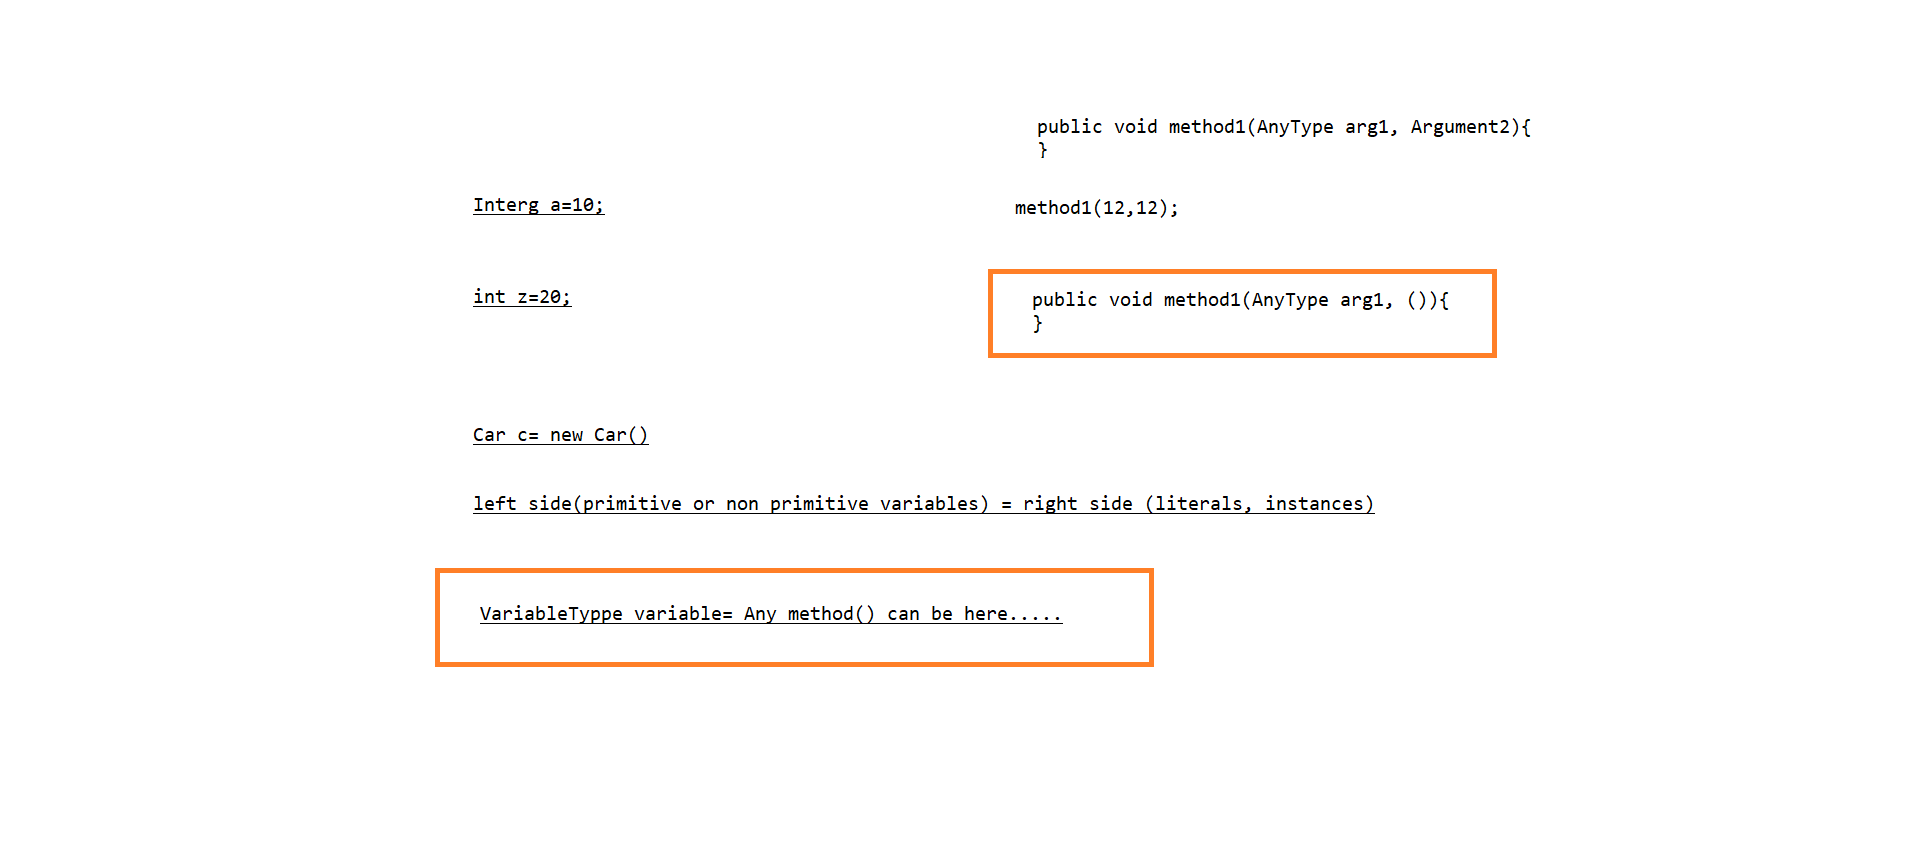 public void method1(AnyType arg1, Argument2){
}
Interg a=10;
method1(12,12);
int z=20;
public void method1(AnyType arg1, ()){
}
Car c= new Car()
left side(primitive or non primitive variables) = right side (literals, instances)
VariableTyppe variable= Any method() can be here.....